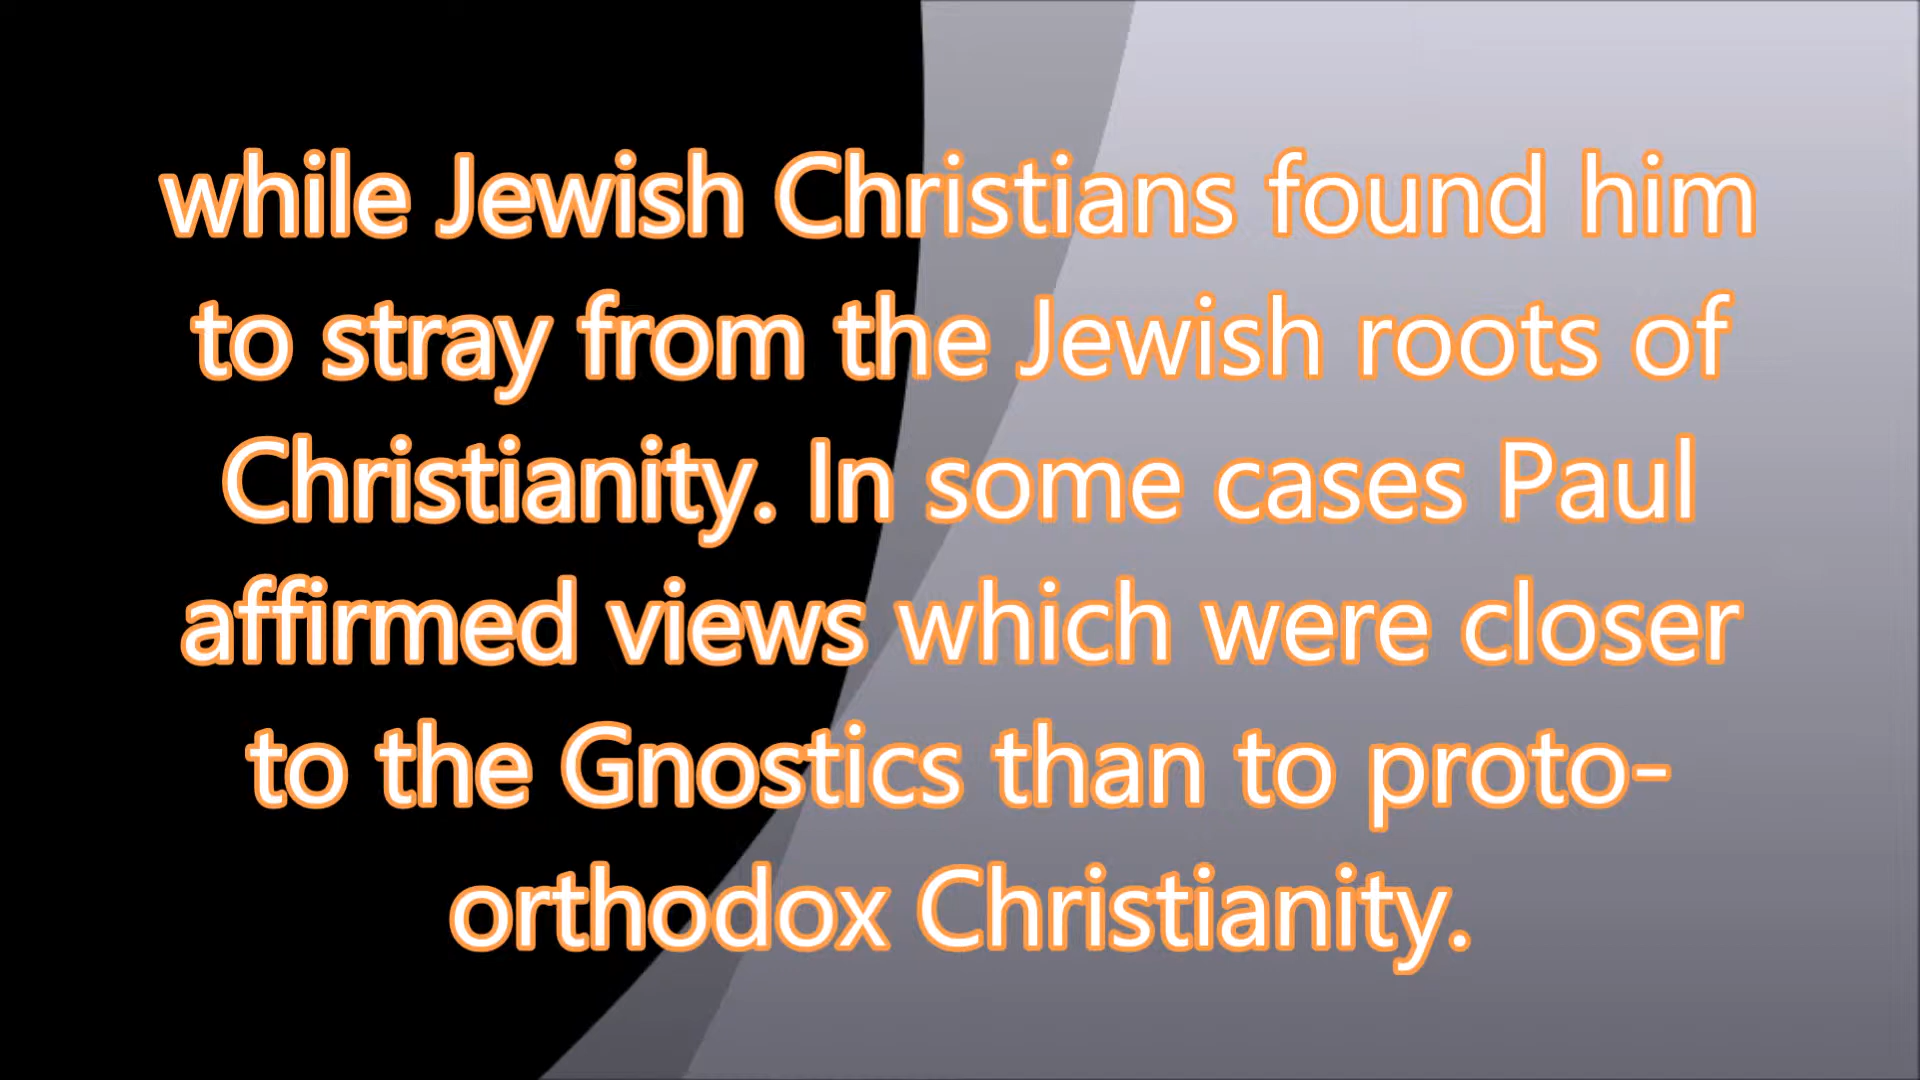 while Jewish Christians found him
to stray from the Jewish roots of
Christianity. In some cases Paul
affirmed views which were closer
to the Gnostics than to proto-
orthodox Christianity.